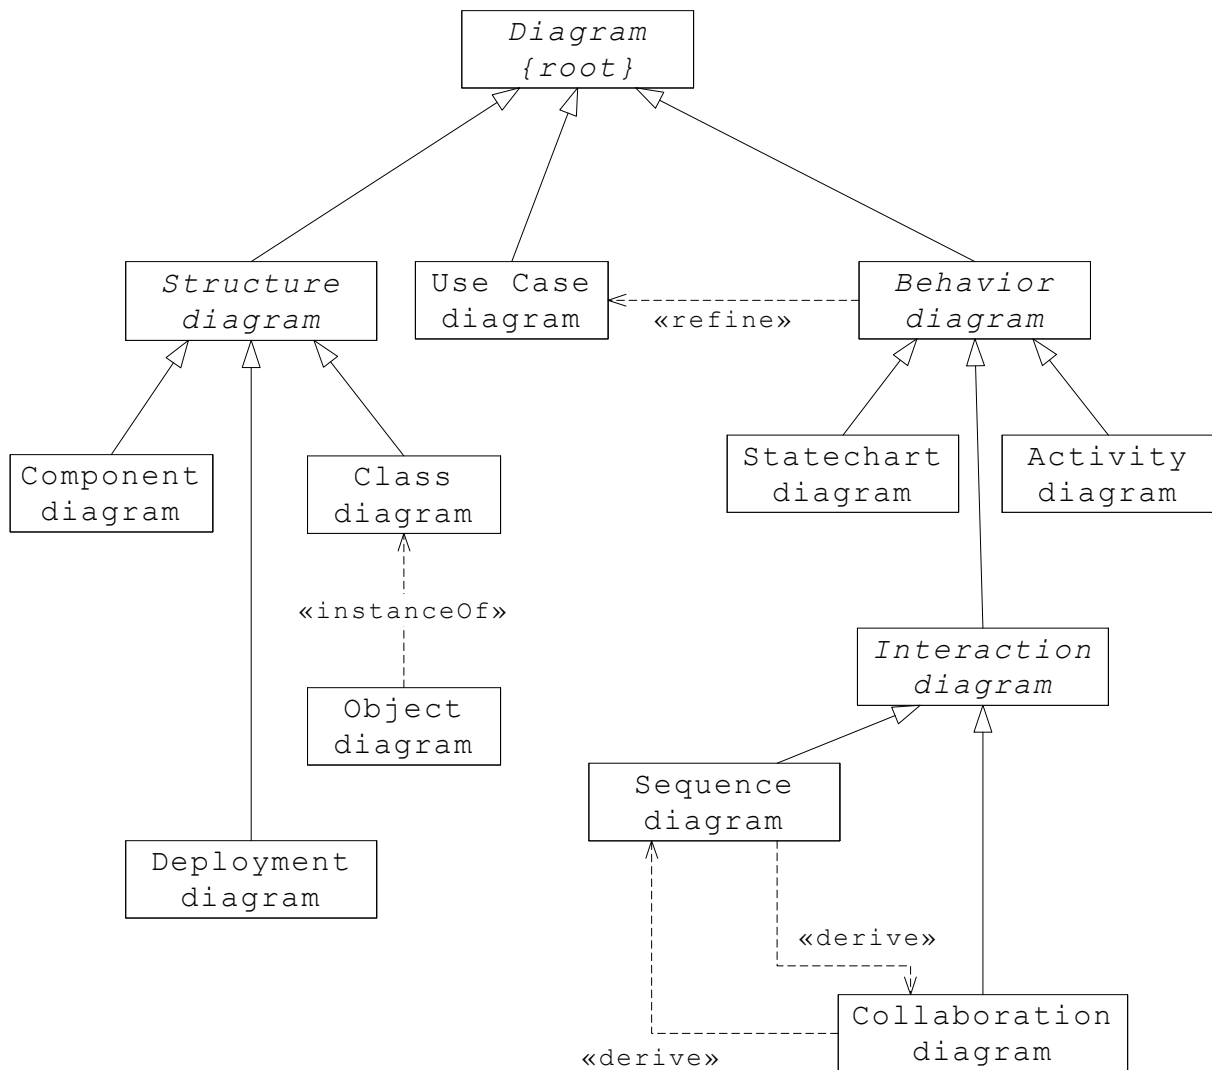 Diagram
{root}
Structure
diagram
Use Case
diagram
Behavior
diagram
«refine»
Component
diagram
Class
diagram
Statechart
diagram
Activity
diagram
«instanceOf»
Interaction
diagram
Object
diagram
Sequence
diagram
Deployment
diagram
«derive»
Collaboration
diagram
«derive»